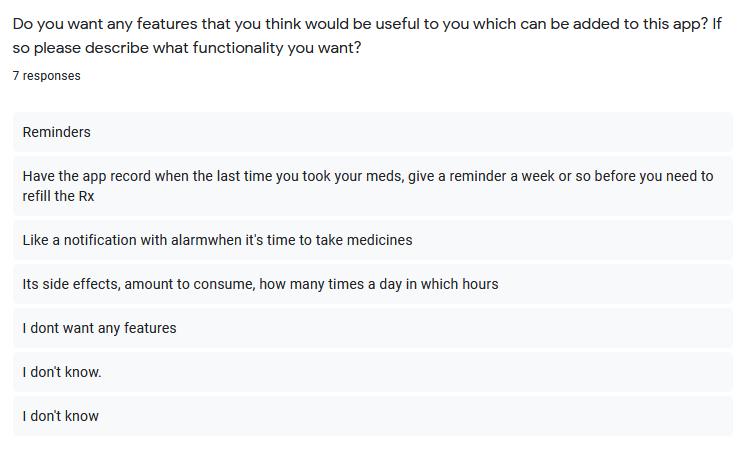 Do you want any features that you think would be useful to you which can be added to this app? If
so please describe what functionality you want?
7 responses
Reminders
Have the app record when the last time you took your meds, give a reminder a week or so before you need to
refill the Rx
Like a notification with alarmwhen it's time to take medicines
Its side effects, amount to consume, how many times a day in which hours
I dont want any features
I don't know.
I don't know